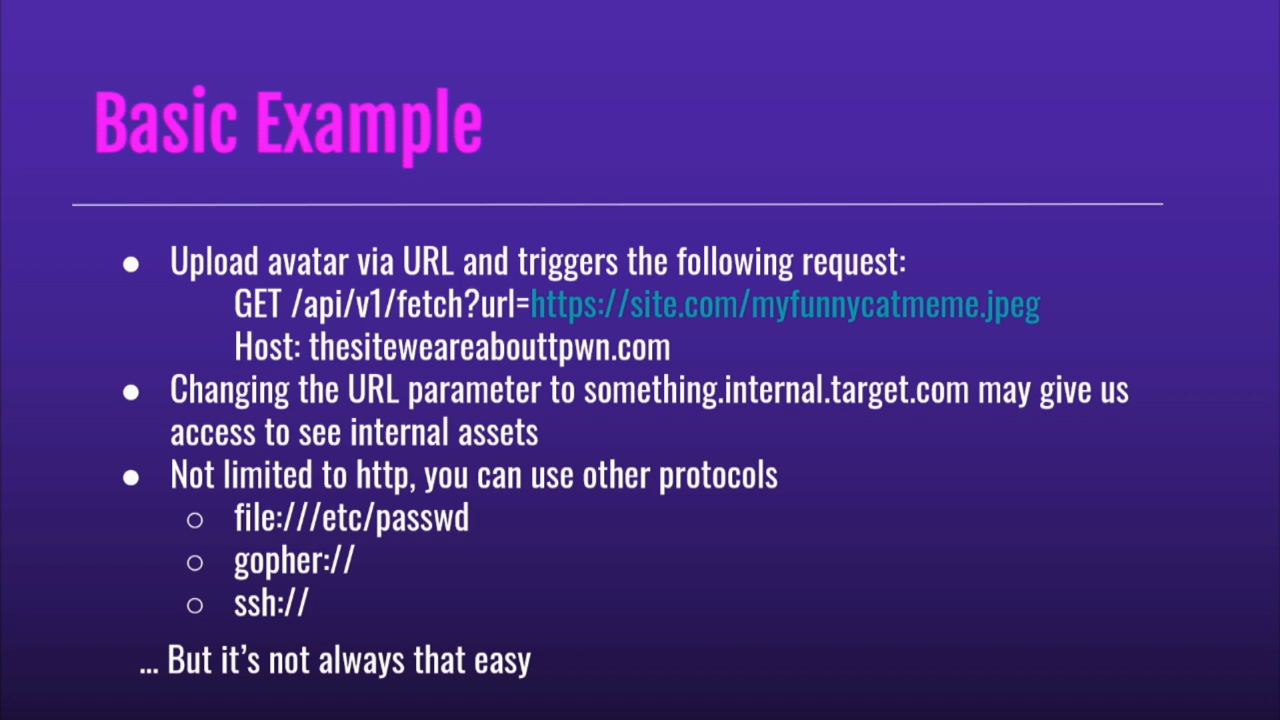 Basic Example
● Upload avatar via URL and triggers the following request:
GET /api/v1/fetch?url=https://site.com/myfunnycatmeme.jpeg
Host: thesiteweareabouttpwn.com
● Changing the URL parameter to something.internal.target.com may give us
access to see internal assets
● Not limited to http, you can use other protocols
○ file:///etc/passwd
○ gopher://
○ ssh://
... But it's not always that easy